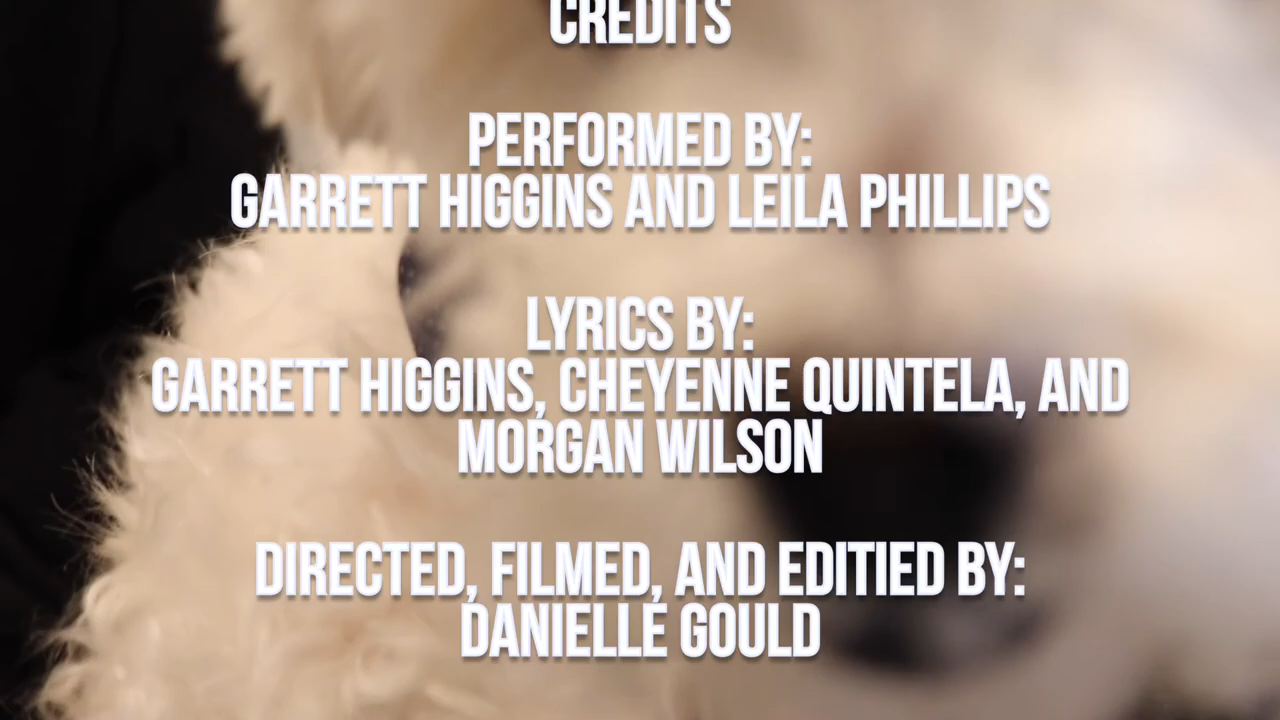 CREDITS
PERFORMED BY:
GARRETT HIGGINS AND LEILA PHILLIPS
LYRICS BY:
GARRETT HIGGINS, CHEYENNE QUINTELA, AND
MORGAN WILSON
DIRECTED, FILMED, AND EDITIED BY:
DANIELLE GOULD